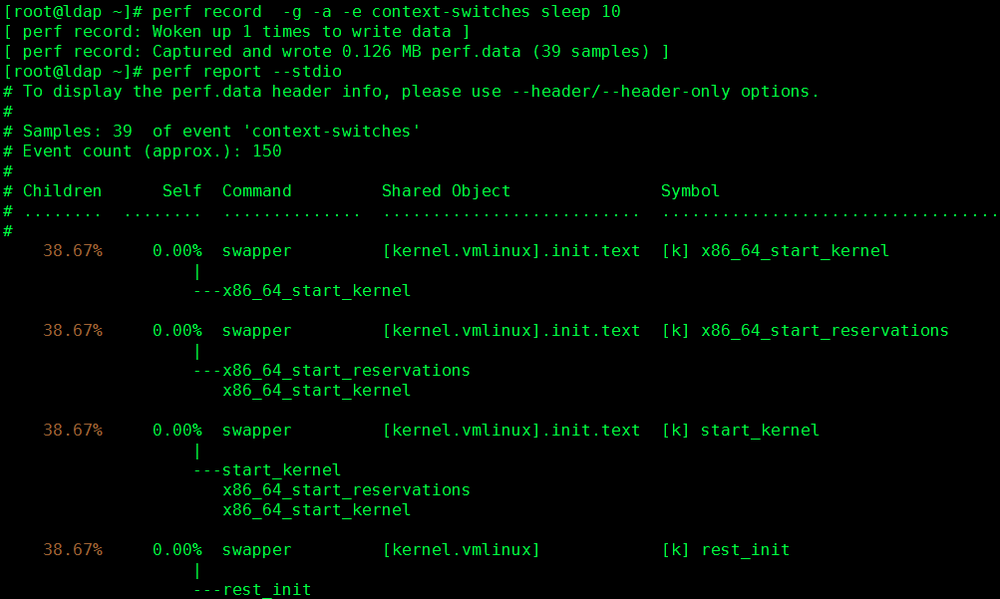 [root@ldap ~]# perf record  -g -a -e context-switches sleep 10
[ perf record: Woken up 1 times to write data ]
[ perf record: Captured and wrote 0.126 MB perf.data (39 samples) ]
[root@ldap ~]# perf report --stdio
# To display the perf.data header info, please use --header/--header-only options.
#
# Samples: 39  of event 'context-switches'
# Event count (approx.): 150
#
# Children      Self  Command         Shared Object               Symbol
# ........  ........  ..............  ..........................  ..................................
#
    38.67%     0.00%  swapper         [kernel.vmlinux].init.text  [k] x86_64_start_kernel
                   |
                   ---x86_64_start_kernel

    38.67%     0.00%  swapper         [kernel.vmlinux].init.text  [k] x86_64_start_reservations
                   |
                   ---x86_64_start_reservations
                      x86_64_start_kernel

    38.67%     0.00%  swapper         [kernel.vmlinux].init.text  [k] start_kernel
                   |
                   ---start_kernel
                      x86_64_start_reservations
                      x86_64_start_kernel

    38.67%     0.00%  swapper         [kernel.vmlinux]            [k] rest_init
                   |
                   ---rest_init